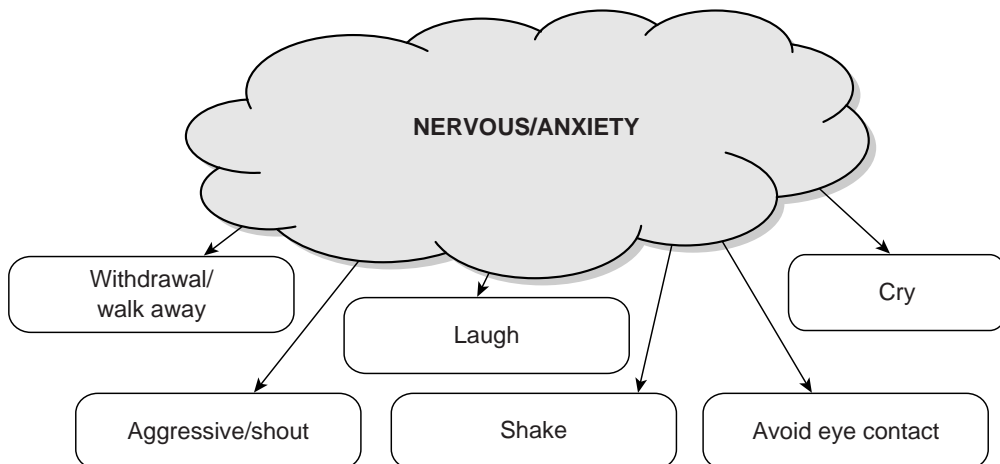 NERVOUS/ANXIETY
Withdrawal/
walk away
Cry
Laugh
Aggressive/shout
Shake
Avoid eye contact